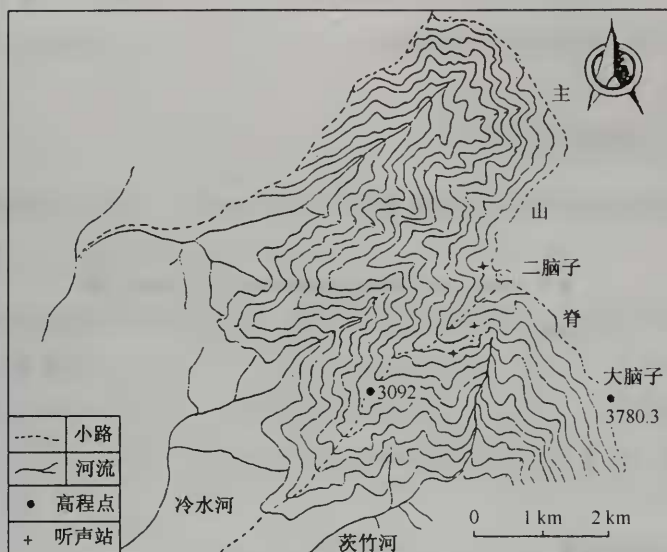 主
山
脊
二脑子
大脑子
3780.3
3092
小路
河流
高程点
听声站
冷水河
茨竹河
0 1 km 2 km